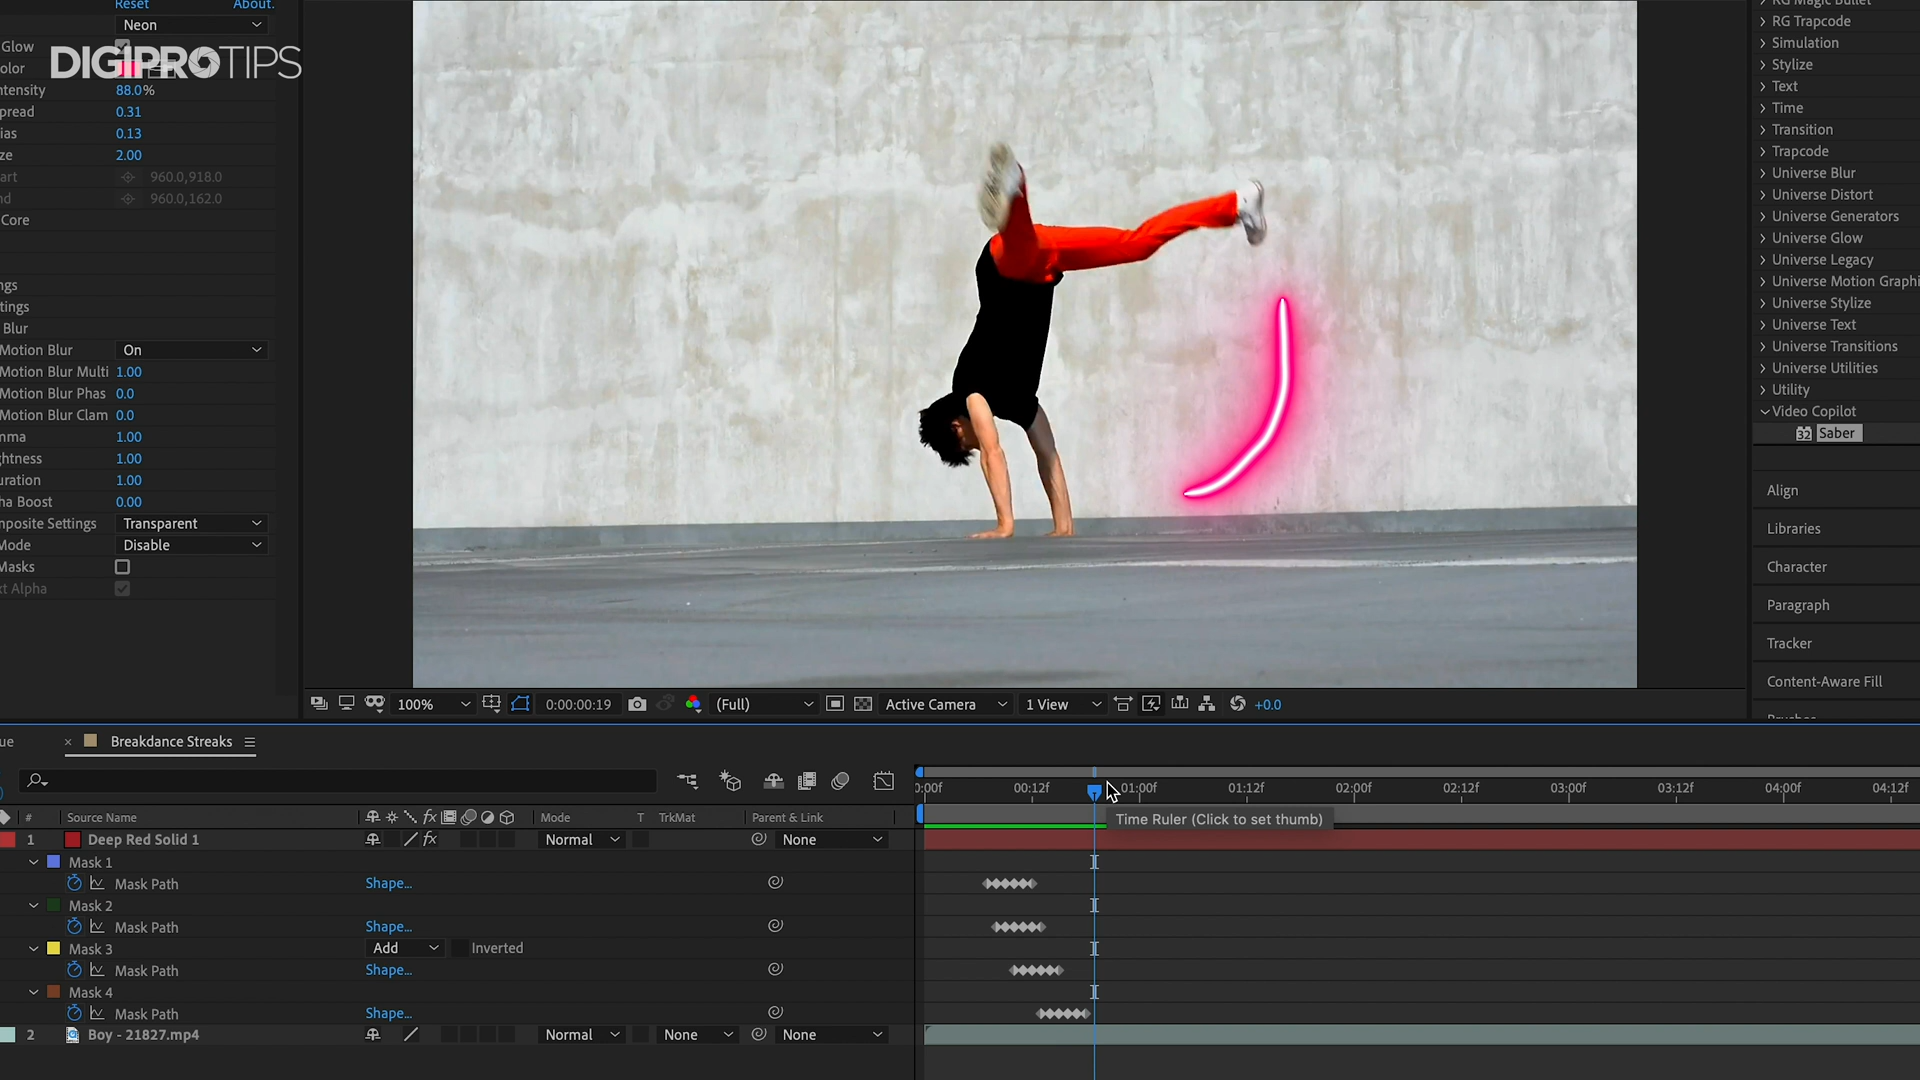 Reset About.
Neon
Glow
DIGIPROTIPS
olor
ntensity 88.0%
pread 0.31
ias 0.13
ze 2.00
art 960.0,918.0
nd 960.0,162.0
Core
ngs
tings
Blur
Motion Blur On
Motion Blur Multi 1.00
Motion Blur Phas 0.0
Motion Blur Clam 0.0
mma 1.00
ghtness 1.00
uration 1.00
ha Boost 0.00
mposite Settings Transparent
Mode Disable
Masks
xt Alpha
RG Magic Bullet
RG Trapcode
Simulation
Stylize
Text
Time
Transition
Trapcode
Universe Blur
Universe Distort
Universe Generators
Universe Glow
Universe Legacy
Universe Motion Graphi
Universe Stylize
Universe Text
Universe Transitions
Universe Utilities
Utility
Video Copilot
32 Saber
Align
Libraries
Character
Paragraph
Tracker
Content-Aware Fill
100% 0:00:00:19 (Full) Active Camera 1 View +0.0
ue × Breakdance Streaks
0:00f 00:12f 01:00f 01:12f 02:00f 02:12f 03:00f 03:12f 04:00f 04:12f
Time Ruler (Click to set thumb)
# Source Name fx Mode T TrkMat Parent & Link
1 Deep Red Solid 1 fx Normal None
Mask 1
Mask Path Shape...
Mask 2
Mask Path Shape...
Mask 3 Add Inverted
Mask Path Shape...
Mask 4
Mask Path Shape...
2 Boy - 21827.mp4 Normal None None